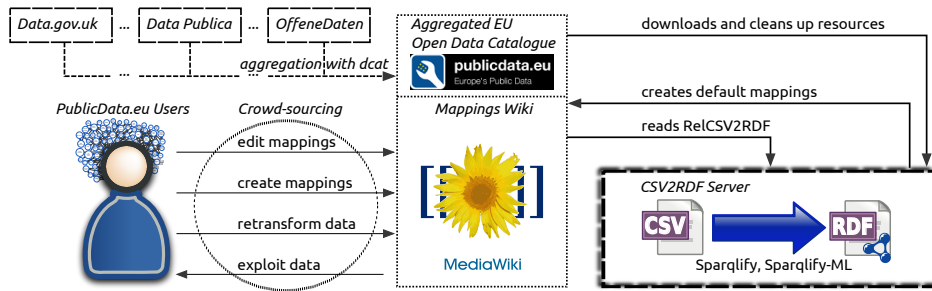 Data.gov.uk ... Data Publica ... OffeneDaten
... ...
aggregation with dcat
Aggregated EU
Open Data Catalogue
publicdata.eu
Europe's Public Data
downloads and cleans up resources
creates default mappings
reads RelCSV2RDF
PublicData.eu Users
Crowd-sourcing
edit mappings
create mappings
retransform data
exploit data
Mappings Wiki
[[ ]]
MediaWiki
CSV2RDF Server
CSV
RDF
Sparqlify, Sparqlify-ML